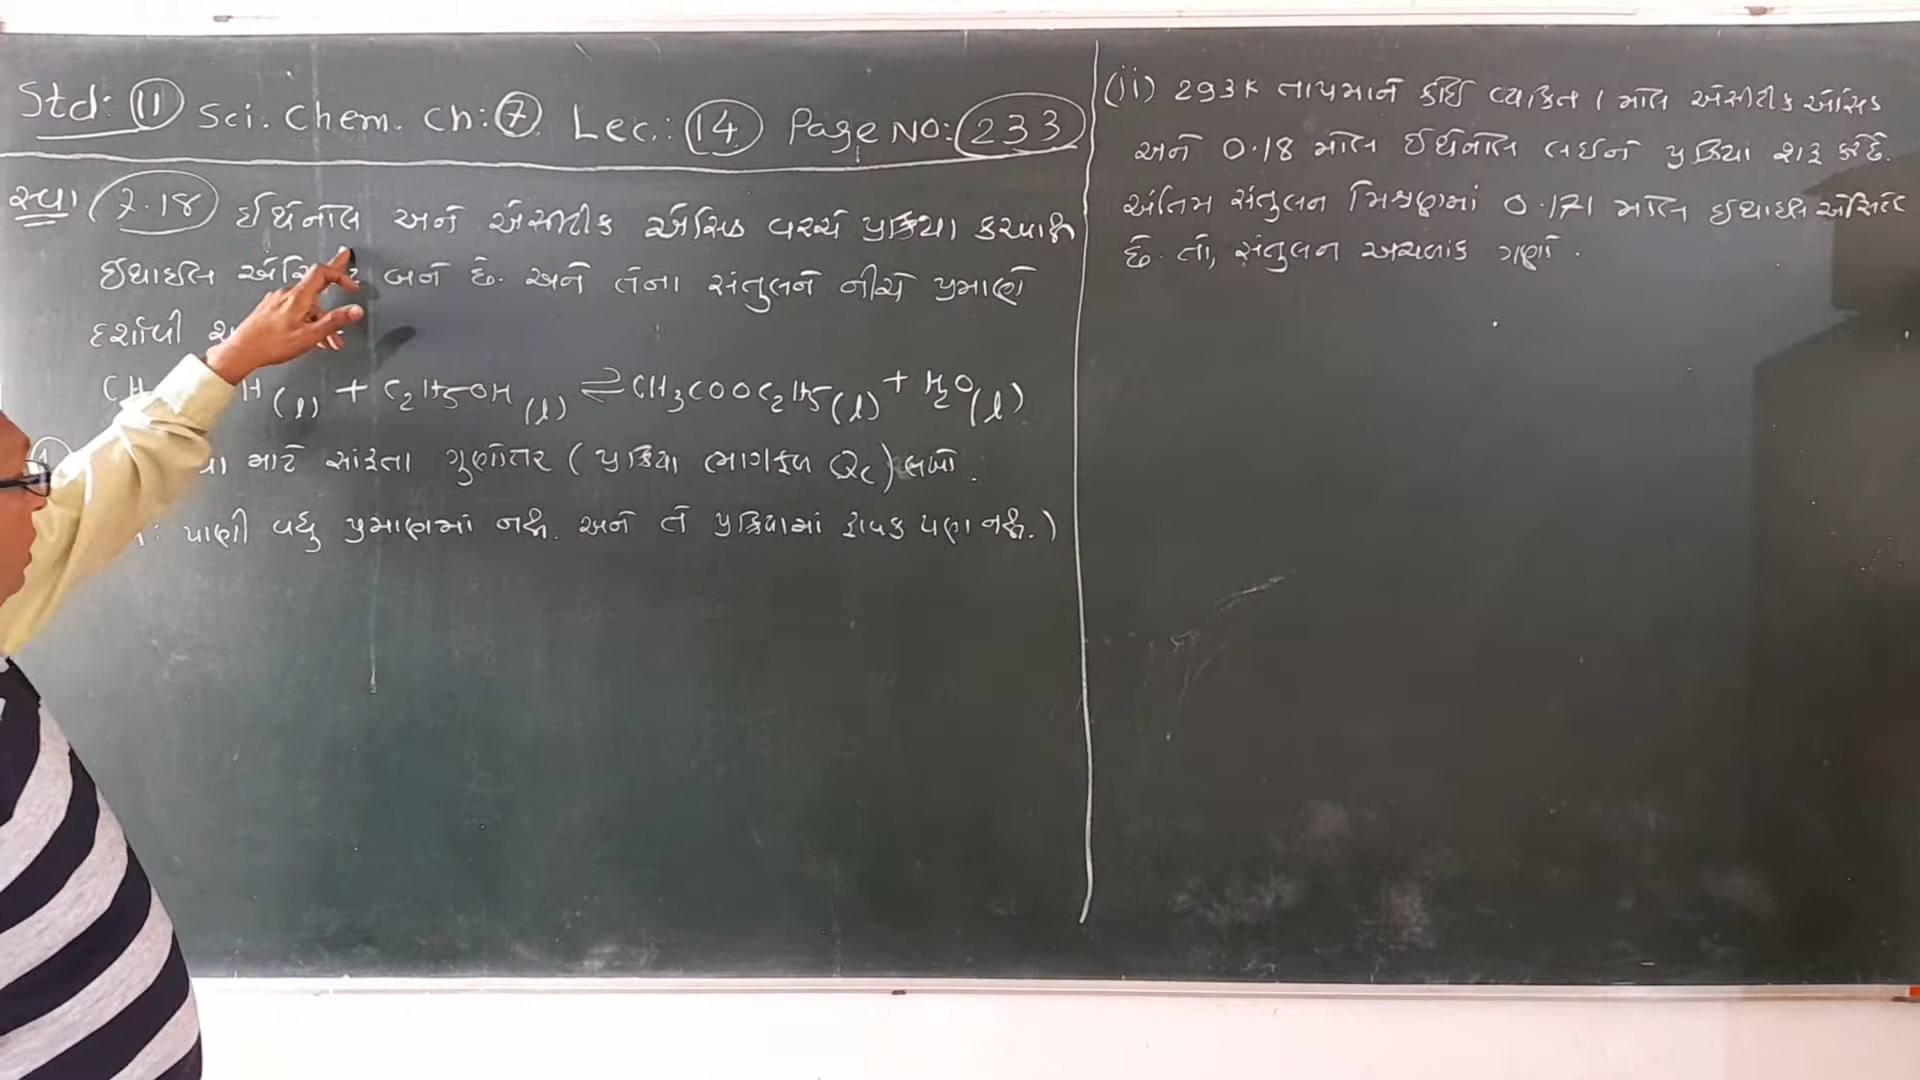 Std: 11 Sci. Chem. Ch: 7 Lec.: 14 Page No: 233
સ્વા 7.18 ઈથેનોલ અને એસીટીક એસિડ વચ્ચે પ્રક્રિયા કરવાથી
ઈથાઈલ બને છે. અને તેના સંતુલનને નીચે પ્રમાણે
દર્શાવી
CH H(l) + C₂H₅OH(l) ⇌ CH₃COOC₂H₅(l) + H₂O(l)
માટે સાંદ્રતા ગુણોતર (પ્રક્રિયા ભાગફળ Qc) લખો.
: પાણી વધુ પ્રમાણમાં નથી. અને તે પ્રક્રિયામાં દ્રાવક પણ નથી.)
(ii) 293K તાપમાને કોઈ વ્યક્તિ 1 મોલ એસીટીક એસિડ
અને 0.18 મોલ ઈથેનોલ લઈને પ્રક્રિયા શરૂ કરે છે.
અંતિમ સંતુલન મિશ્રણમાં 0.171 મોલ ઈથાઈલ એસિટેટ
છે. તો, સંતુલન અચળાંક ગણો.